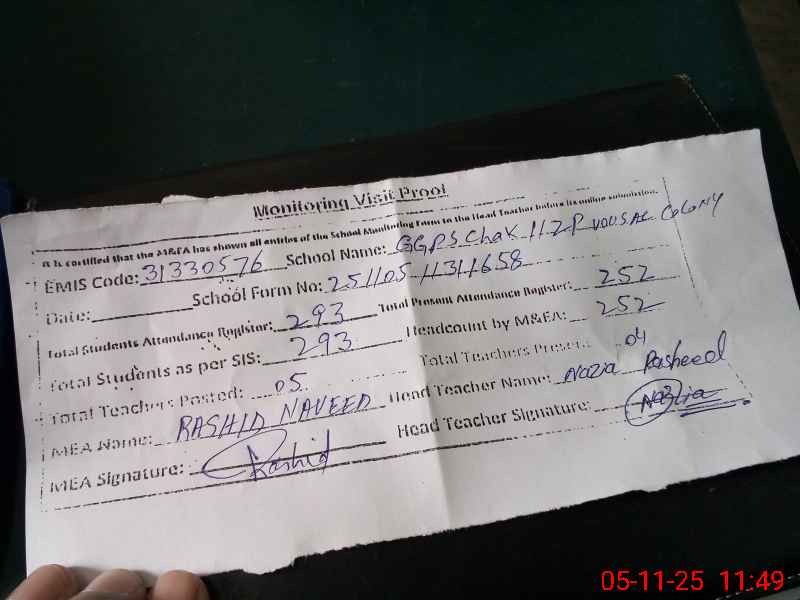 Monitoring Visit Proof
It is certified that the M&EA has shown all entries of the School Monitoring Form to the Head Teacher before its online submission.
EMIS Code: 31330576 School Name: GGPS Chak 112P YOUSAF COLONY
Date: School Form No: 25110511311658
Total Students Attendance Register: 293 Total Present Attendance Register: 252
Total Students as per SIS: 293 Headcount by M&EA: 252
Total Teachers Posted: 05 Total Teachers Present: 04
MEA Name: RASHID NAVEED Head Teacher Name: Nazia Rasheed
MEA Signature: Rashid Head Teacher Signature: Nazia
05-11-25 11:49